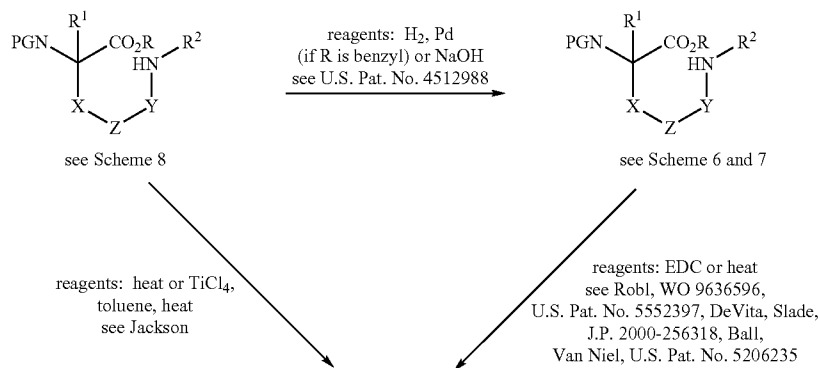 R1
PGN CO2R R2
HN
X Y
Z
see Scheme 8
reagents: H2, Pd
(if R is benzyl) or NaOH
see U.S. Pat. No. 4512988
R1
PGN CO2R R2
HN
X Y
Z
see Scheme 6 and 7
reagents: heat or TiCl4,
toluene, heat
see Jackson
reagents: EDC or heat
see Robl, WO 9636596,
U.S. Pat. No. 5552397, DeVita, Slade,
J.P. 2000-256318, Ball,
Van Niel, U.S. Pat. No. 5206235